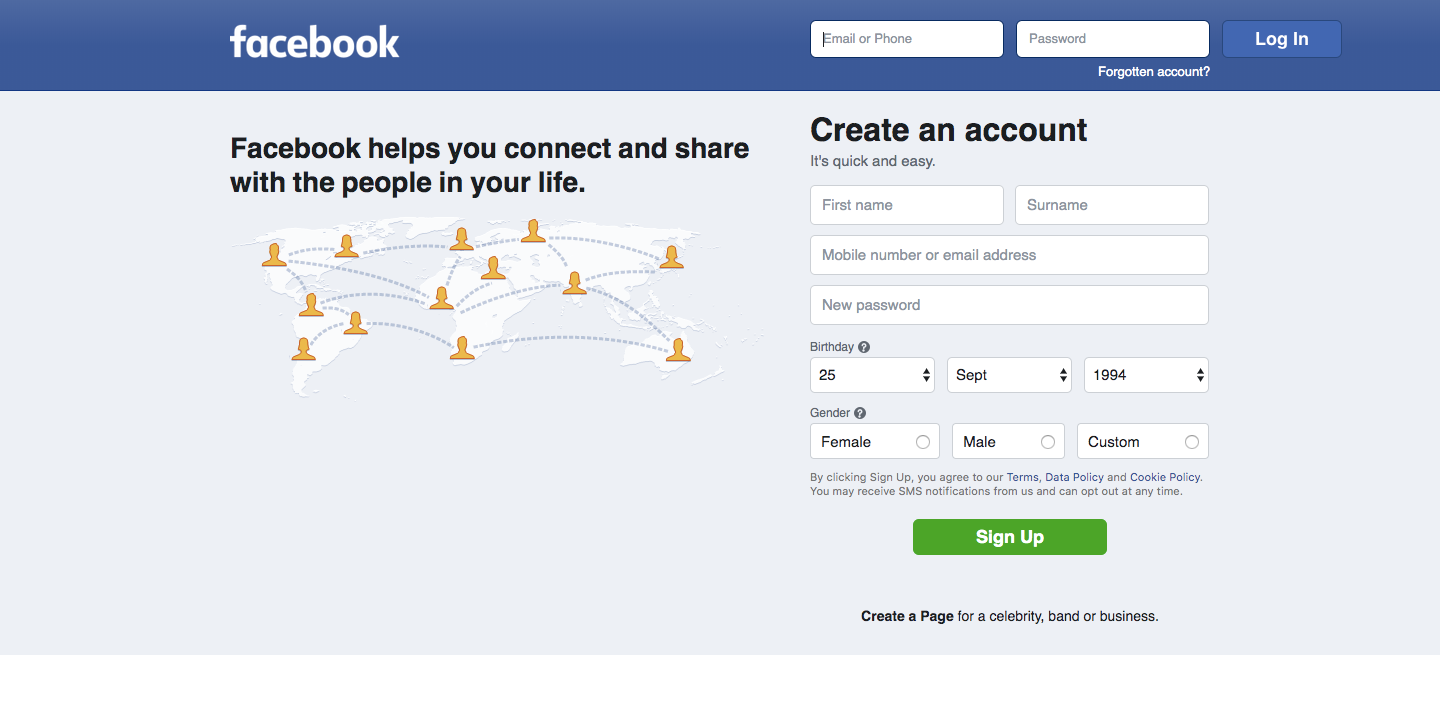 facebook
Email or Phone
Password
Log In
Forgotten account?
Facebook helps you connect and share
with the people in your life.
Create an account
It's quick and easy.
First name
Surname
Mobile number or email address
New password
Birthday ?
25
Sept
1994
Gender ?
Female
Male
Custom
By clicking Sign Up, you agree to our Terms, Data Policy and Cookie Policy.
You may receive SMS notifications from us and can opt out at any time.
Sign Up
Create a Page for a celebrity, band or business.